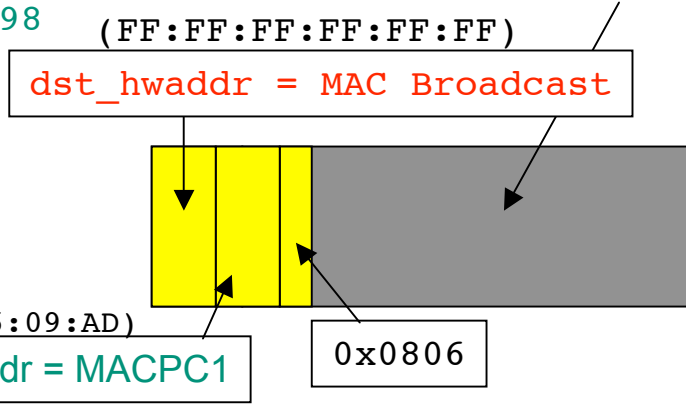 98
(FF:FF:FF:FF:FF:FF)
dst_hwaddr = MAC Broadcast
:09:AD)
dr = MACPC1
0x0806